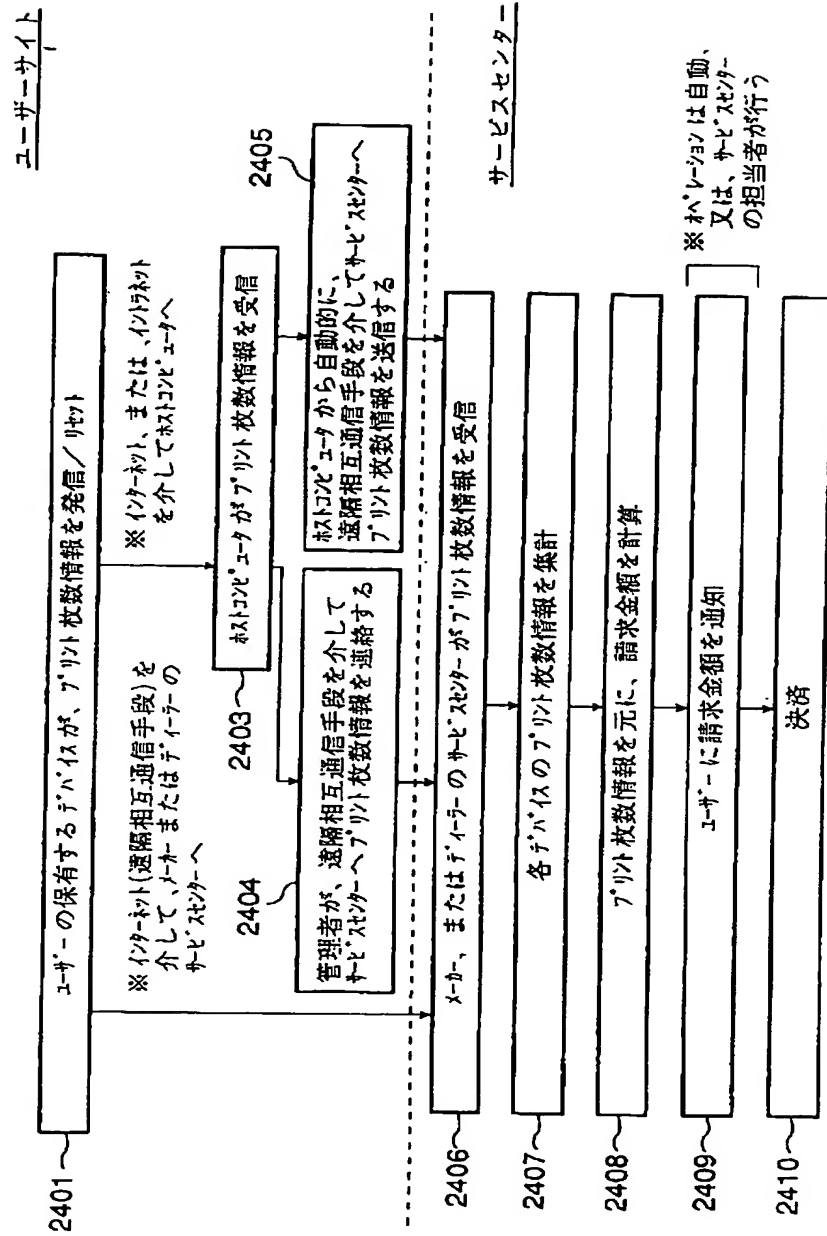 ユーザーサイト
2401
ユーザーの保有するデバイスが、プリント枚数情報を発信／リセット
※インターネット(遠隔相互通信手段)を
介して、メーカーまたはディーラーの
サービスセンターへ
※インターネット、または、イントラネット
を介してホストコンピュータへ
2403
ホストコンピュータがプリント枚数情報を受信
2404
管理者が、遠隔相互通信手段を介して
サービスセンターへプリント枚数情報を連絡する
2405
ホストコンピュータから自動的に、
遠隔相互通信手段を介してサービスセンターへ
プリント枚数情報を送信する
サービスセンター
2406
メーカー、またはディーラーのサービスセンターがプリント枚数情報を受信
2407
各デバイスのプリント枚数情報を集計
2408
プリント枚数情報を元に、請求金額を計算
2409
ユーザーに請求金額を通知
※オペレーションは自動、
又は、サービスセンター
の担当者が行う
2410
決済